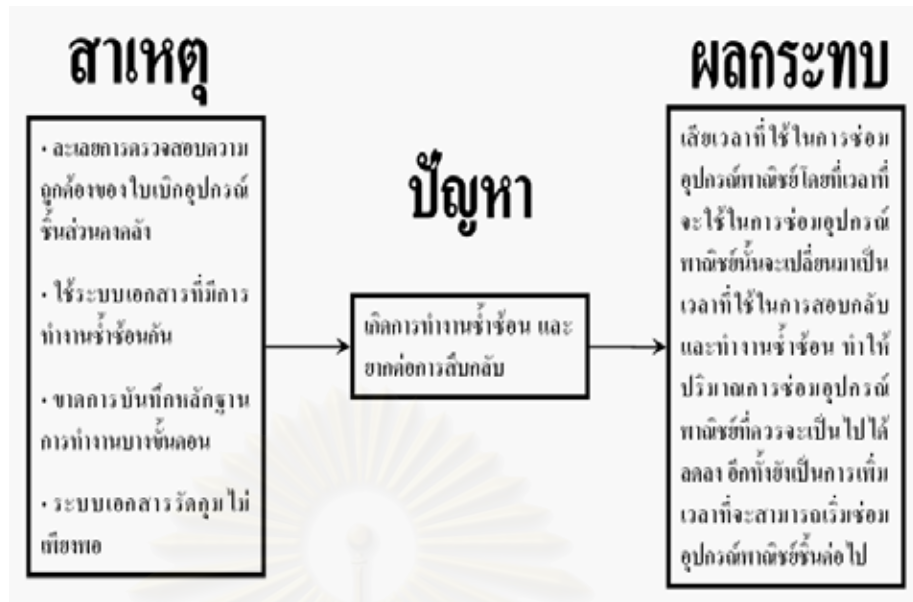 สาเหตุ
• ละเลยการตรวจสอบความ
ถูกต้องของใบเบิกอุปกรณ์
ชิ้นส่วนคงคลัง
• ใช้ระบบเอกสารที่มีการ
ทำงานซ้ำซ้อนกัน
• ขาดการบันทึกหลักฐาน
การทำงานบางขั้นตอน
• ระบบเอกสารรัดกุมไม่
เพียงพอ
ปัญหา
เกิดการทำงานซ้ำซ้อน และ
ยากต่อการสืบกลับ
ผลกระทบ
เสียเวลาที่ใช้ในการซ่อม
อุปกรณ์พาณิชย์โดยที่เวลาที่
จะใช้ในการซ่อมอุปกรณ์
พาณิชย์นั้นจะเปลี่ยนมาเป็น
เวลาที่ใช้ในการสอบกลับ
และทำงานซ้ำซ้อน ทำให้
ปริมาณการซ่อมอุปกรณ์
พาณิชย์ที่ควรจะเป็นไปได้
ลดลง อีกทั้งยังเป็นการเพิ่ม
เวลาที่จะสามารถเริ่มซ่อม
อุปกรณ์พาณิชย์ชิ้นต่อไป